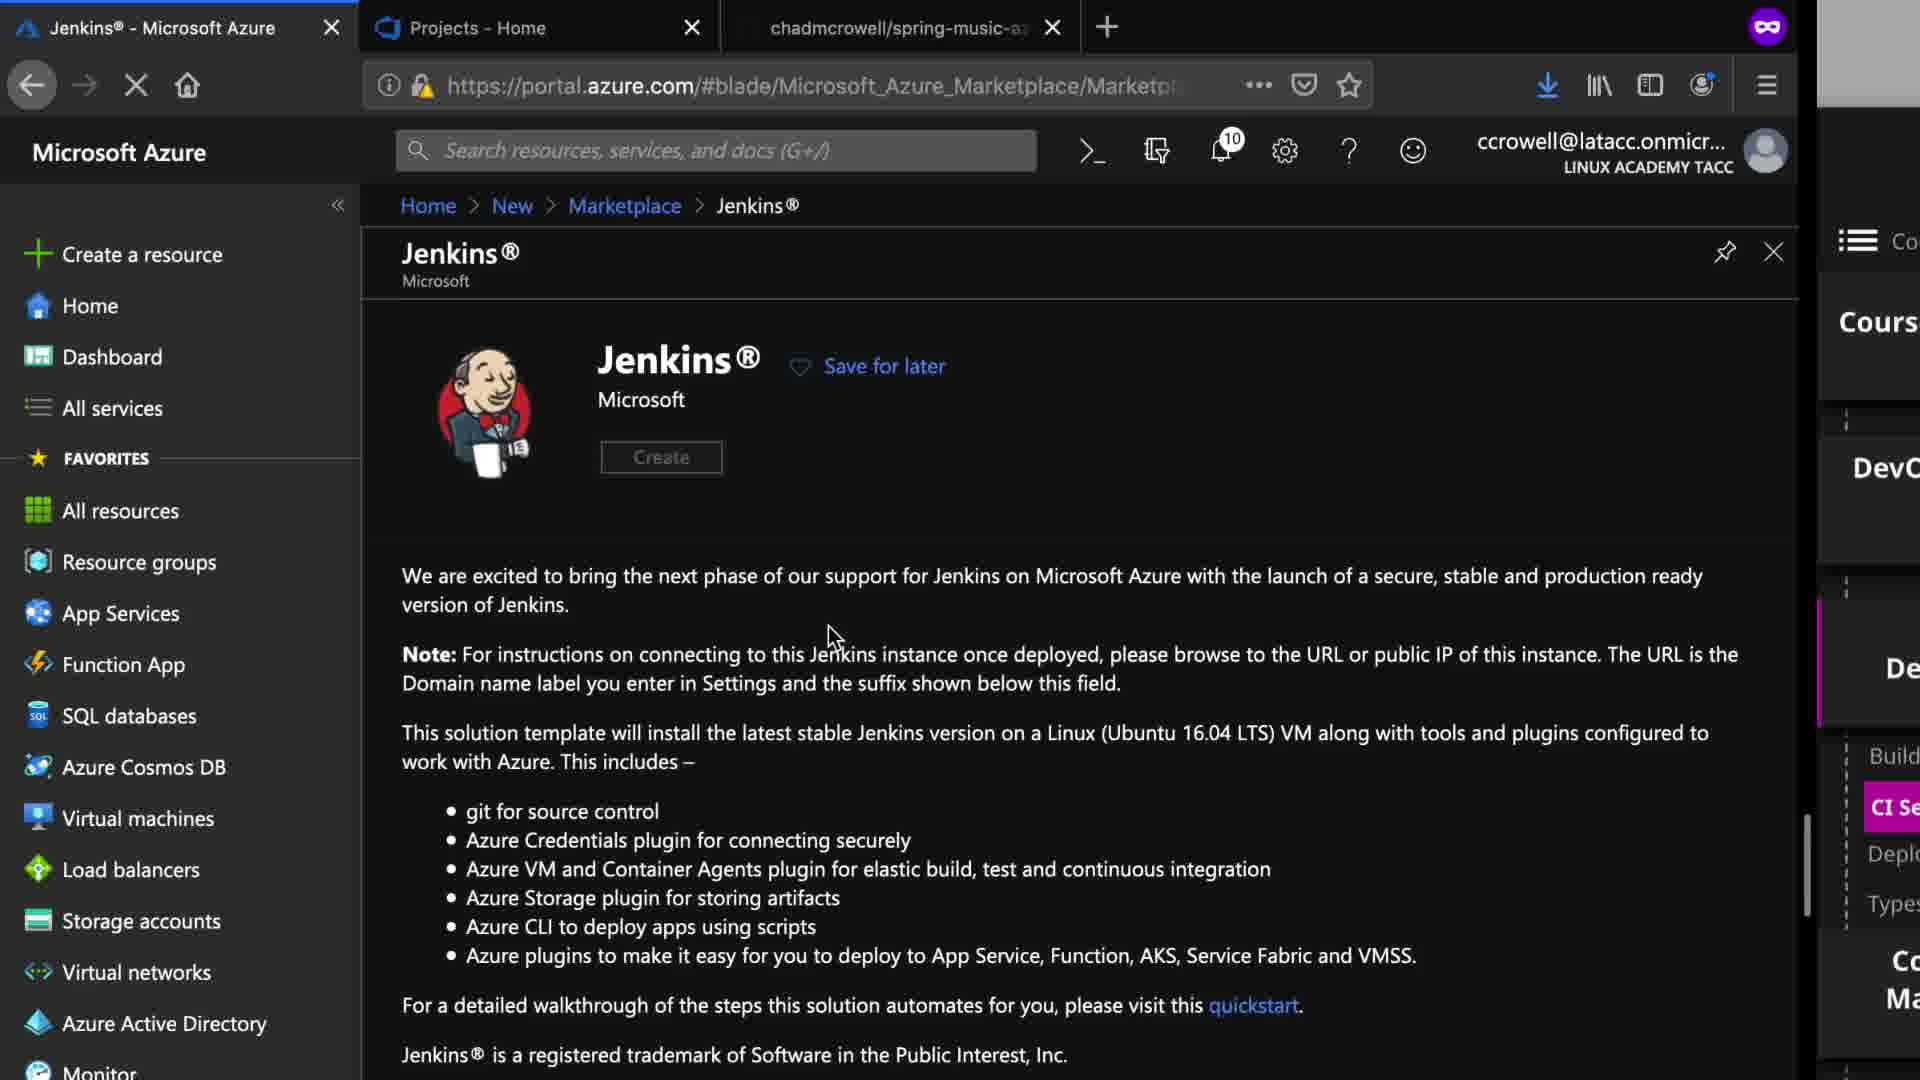 Jenkins® - Microsoft Azure
Projects - Home
chadmcrowell/spring-music-a
https://portal.azure.com/#blade/Microsoft_Azure_Marketplace/Marketpl
Microsoft Azure
Search resources, services, and docs (G+/)
10
ccrowell@latacc.onmicr...
LINUX ACADEMY TACC
Home > New > Marketplace > Jenkins®
Jenkins®
Microsoft
Create a resource
Home
Dashboard
All services
FAVORITES
All resources
Resource groups
App Services
Function App
SQL databases
Azure Cosmos DB
Virtual machines
Load balancers
Storage accounts
Virtual networks
Azure Active Directory
Monitor
Jenkins®
Save for later
Microsoft
Create
We are excited to bring the next phase of our support for Jenkins on Microsoft Azure with the launch of a secure, stable and production ready
version of Jenkins.
Note: For instructions on connecting to this Jenkins instance once deployed, please browse to the URL or public IP of this instance. The URL is the
Domain name label you enter in Settings and the suffix shown below this field.
This solution template will install the latest stable Jenkins version on a Linux (Ubuntu 16.04 LTS) VM along with tools and plugins configured to
work with Azure. This includes –
• git for source control
• Azure Credentials plugin for connecting securely
• Azure VM and Container Agents plugin for elastic build, test and continuous integration
• Azure Storage plugin for storing artifacts
• Azure CLI to deploy apps using scripts
• Azure plugins to make it easy for you to deploy to App Service, Function, AKS, Service Fabric and VMSS.
For a detailed walkthrough of the steps this solution automates for you, please visit this quickstart.
Jenkins® is a registered trademark of Software in the Public Interest, Inc.
Co
Cours
DevO
De
Build
CI Se
Deplo
Types
Co
Ma